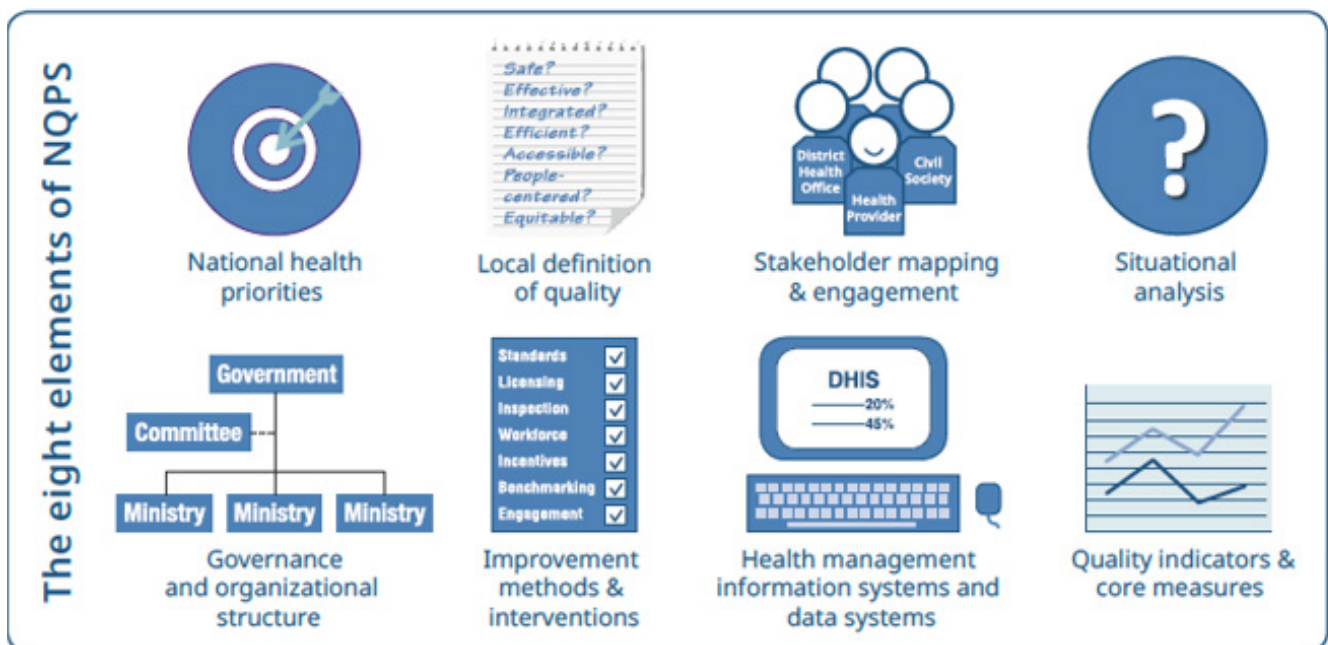 The eight elements of NQPS
National health
priorities
Safe?
Effective?
Integrated?
Efficient?
Accessible?
People-
centered?
Equitable?
Local definition
of quality
District
Health
Office
Civil
Society
Health
Provider
Stakeholder mapping
& engagement
?
Situational
analysis
Government
Committee
Ministry Ministry Ministry
Governance
and organizational
structure
Standards
Licensing
Inspection
Workforce
Incentives
Benchmarking
Engagement
Improvement
methods &
interventions
DHIS
20%
45%
Health management
information systems and
data systems
Quality indicators &
core measures